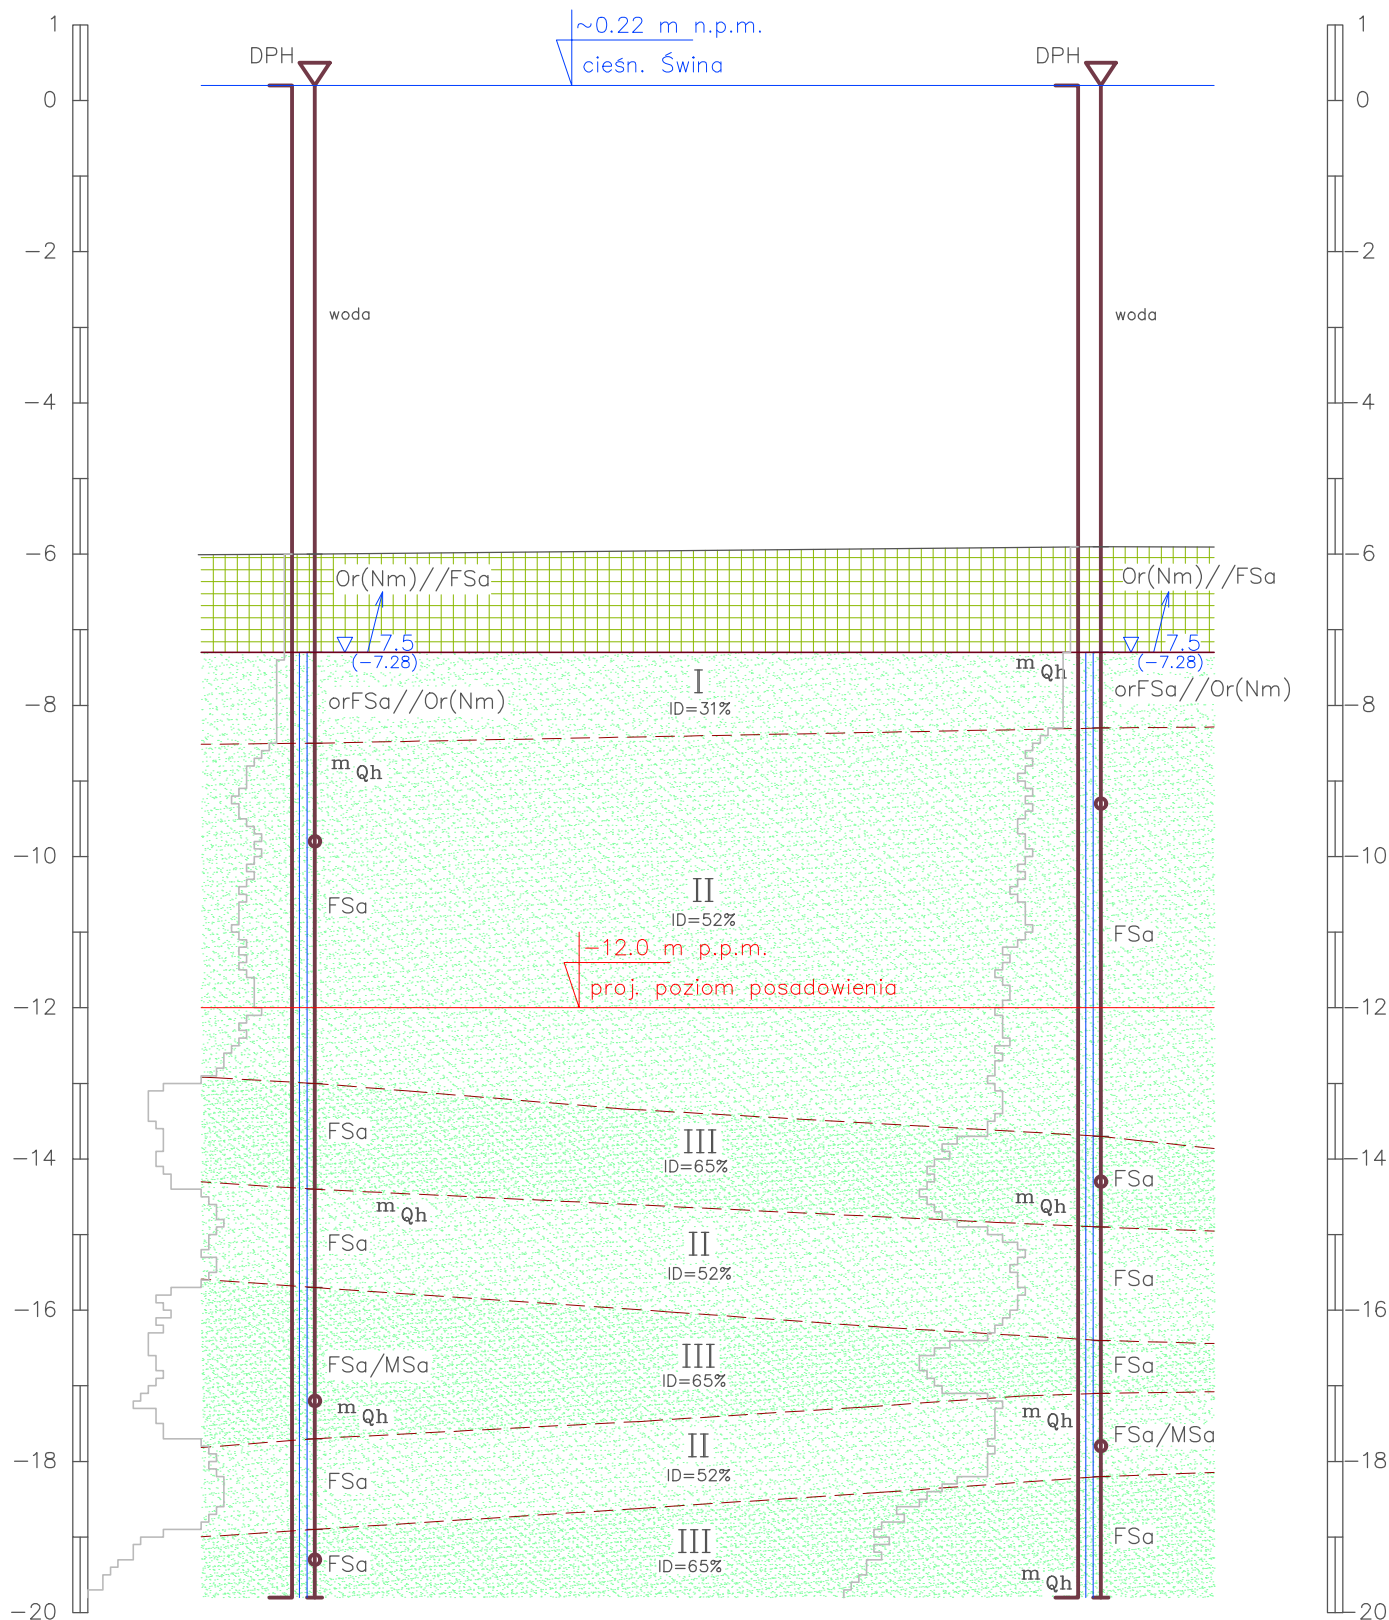 1
~0.22 m n.p.m.
1
DPH
DPH
cieśn. Świna
0
0
-2
-2
woda
woda
-4
-4
-6
-6
Or(Nm)//FSa
Or(Nm)//FSa
7.5
(-7.28)
7.5
(-7.28)
m Qh
I
ID=31%
orFSa//Or(Nm)
orFSa//Or(Nm)
-8
-8
m Qh
-10
-10
II
ID=52%
FSa
FSa
-12.0 m p.p.m.
proj. poziom posadowienia
-12
-12
FSa
III
ID=65%
-14
-14
FSa
m Qh
m Qh
FSa
II
ID=52%
FSa
-16
-16
FSa/MSa
III
ID=65%
FSa
m Qh
m Qh
FSa/MSa
II
ID=52%
-18
-18
FSa
III
ID=65%
FSa
FSa
m Qh
-20
-20